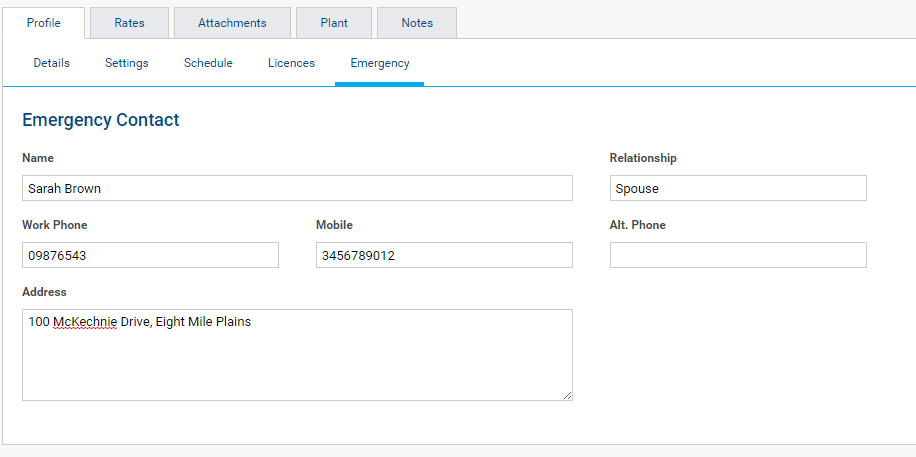 Profile Rates Attachments Plant Notes
Details Settings Schedule Licences Emergency
Emergency Contact
Name Relationship
Sarah Brown Spouse
Work Phone Mobile Alt. Phone
09876543 3456789012
Address
100 McKechnie Drive, Eight Mile Plains